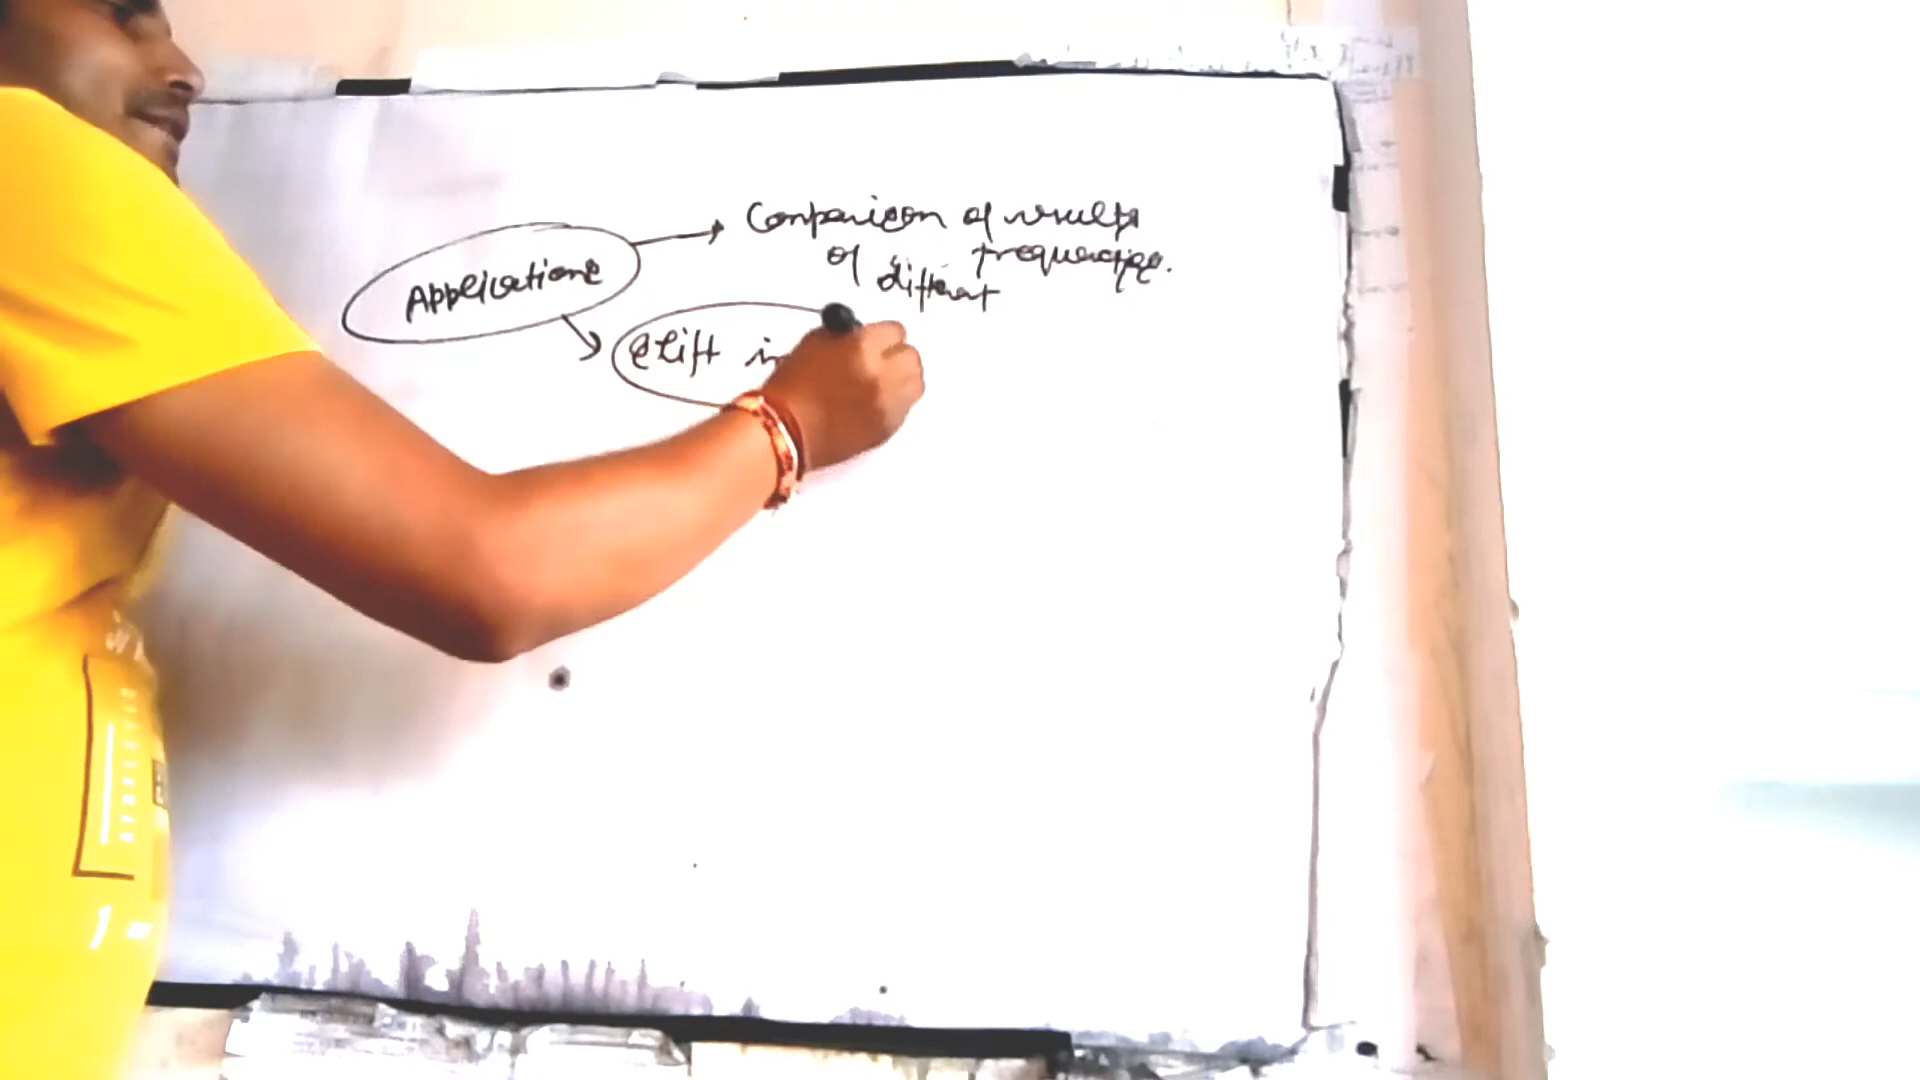 Applications
Comparison of results
of different frequencies.
Shift in